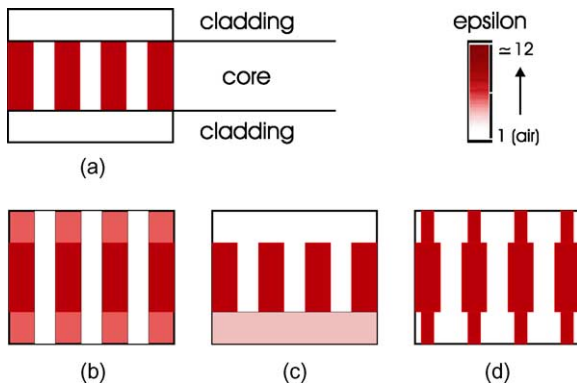 cladding
core
cladding
(a)
epsilon
≃ 12
1 (air)
(b)
(c)
(d)